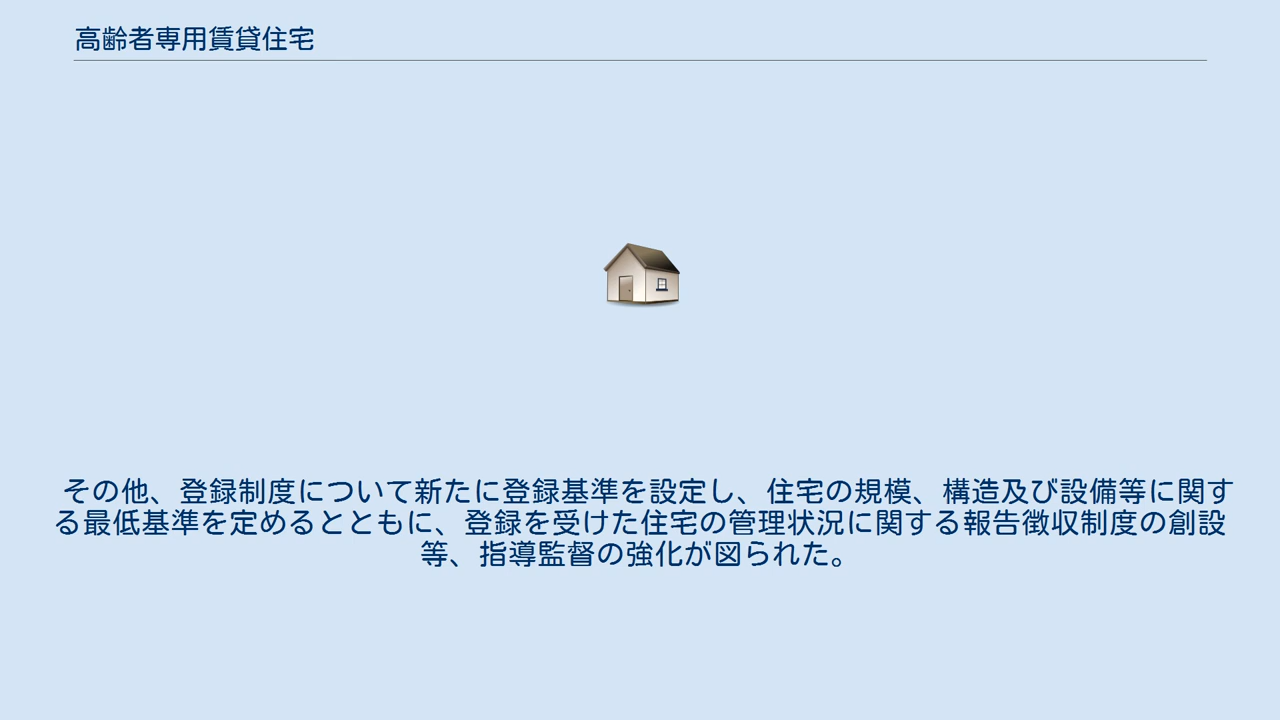 高齢者専用賃貸住宅
その他、登録制度について新たに登録基準を設定し、住宅の規模、構造及び設備等に関す
る最低基準を定めるとともに、登録を受けた住宅の管理状況に関する報告徴収制度の創設
等、指導監督の強化が図られた。